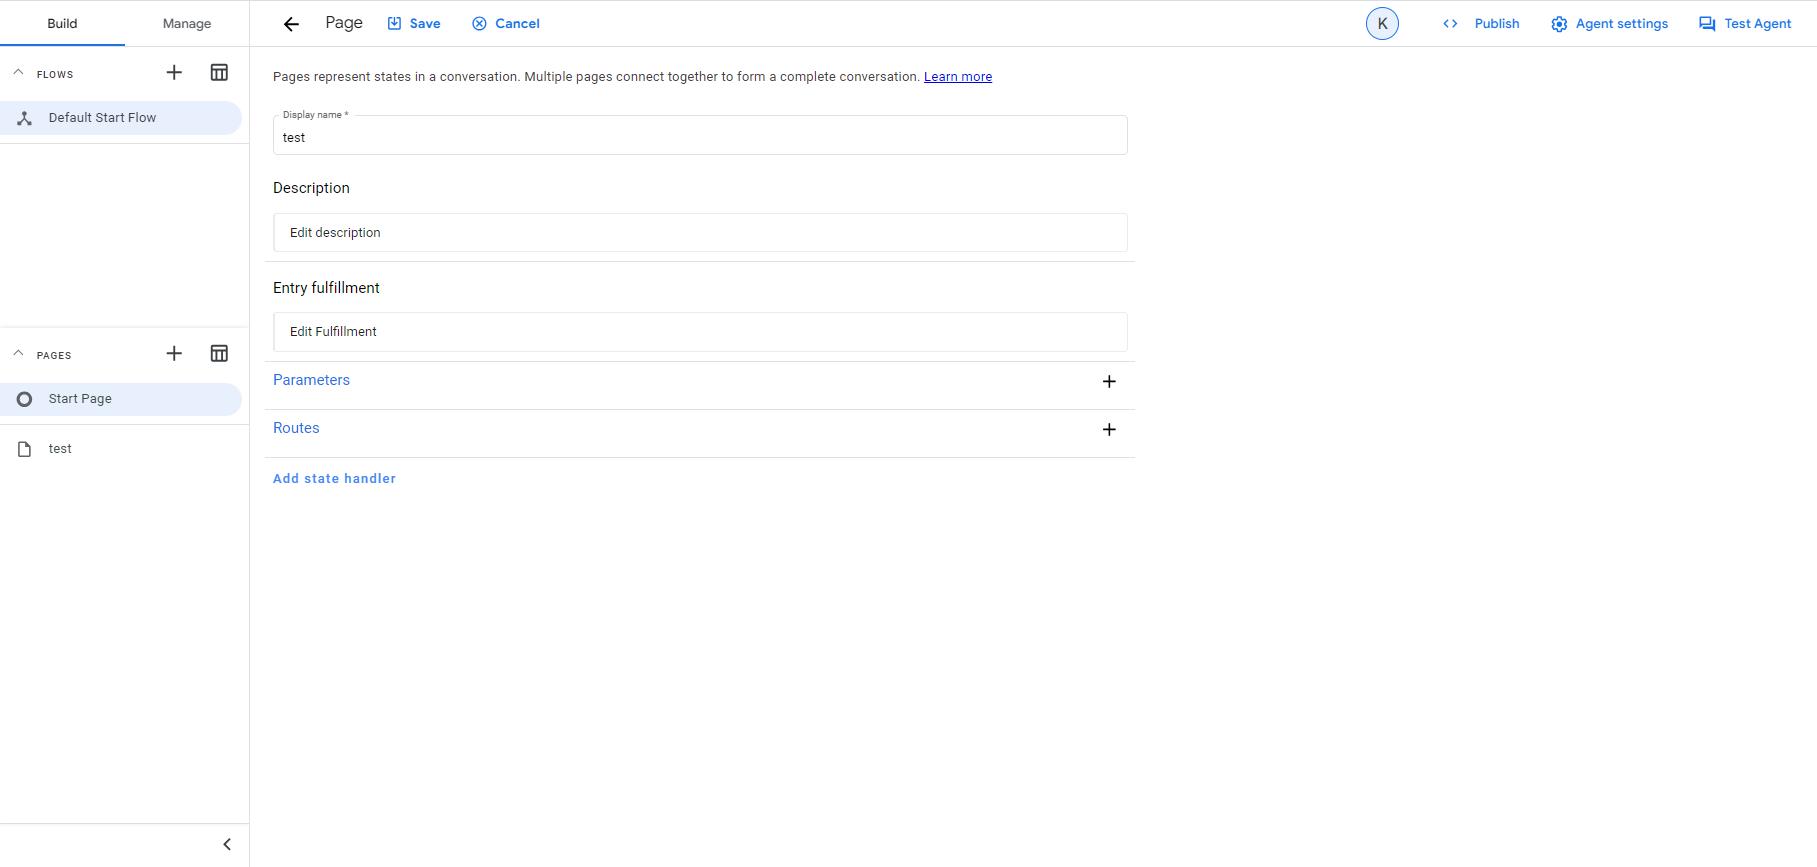 Build
Manage
Page
Save
Cancel
K
Publish
Agent settings
Test Agent
FLOWS
Default Start Flow
PAGES
Start Page
test
Pages represent states in a conversation. Multiple pages connect together to form a complete conversation. Learn more
Display name *
test
Description
Edit description
Entry fulfillment
Edit Fulfillment
Parameters
Routes
Add state handler